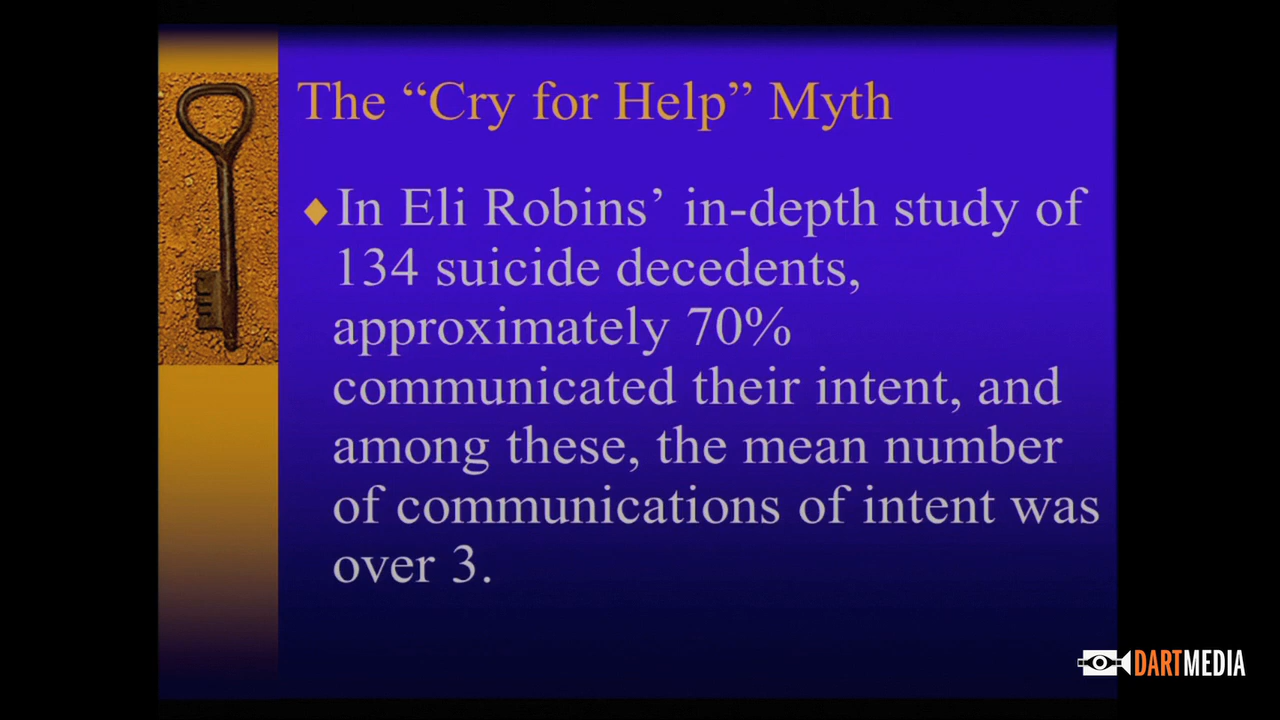 The “Cry for Help” Myth
In Eli Robins’ in-depth study of
134 suicide decedents,
approximately 70%
communicated their intent, and
among these, the mean number
of communications of intent was
over 3.
DARTMEDIA